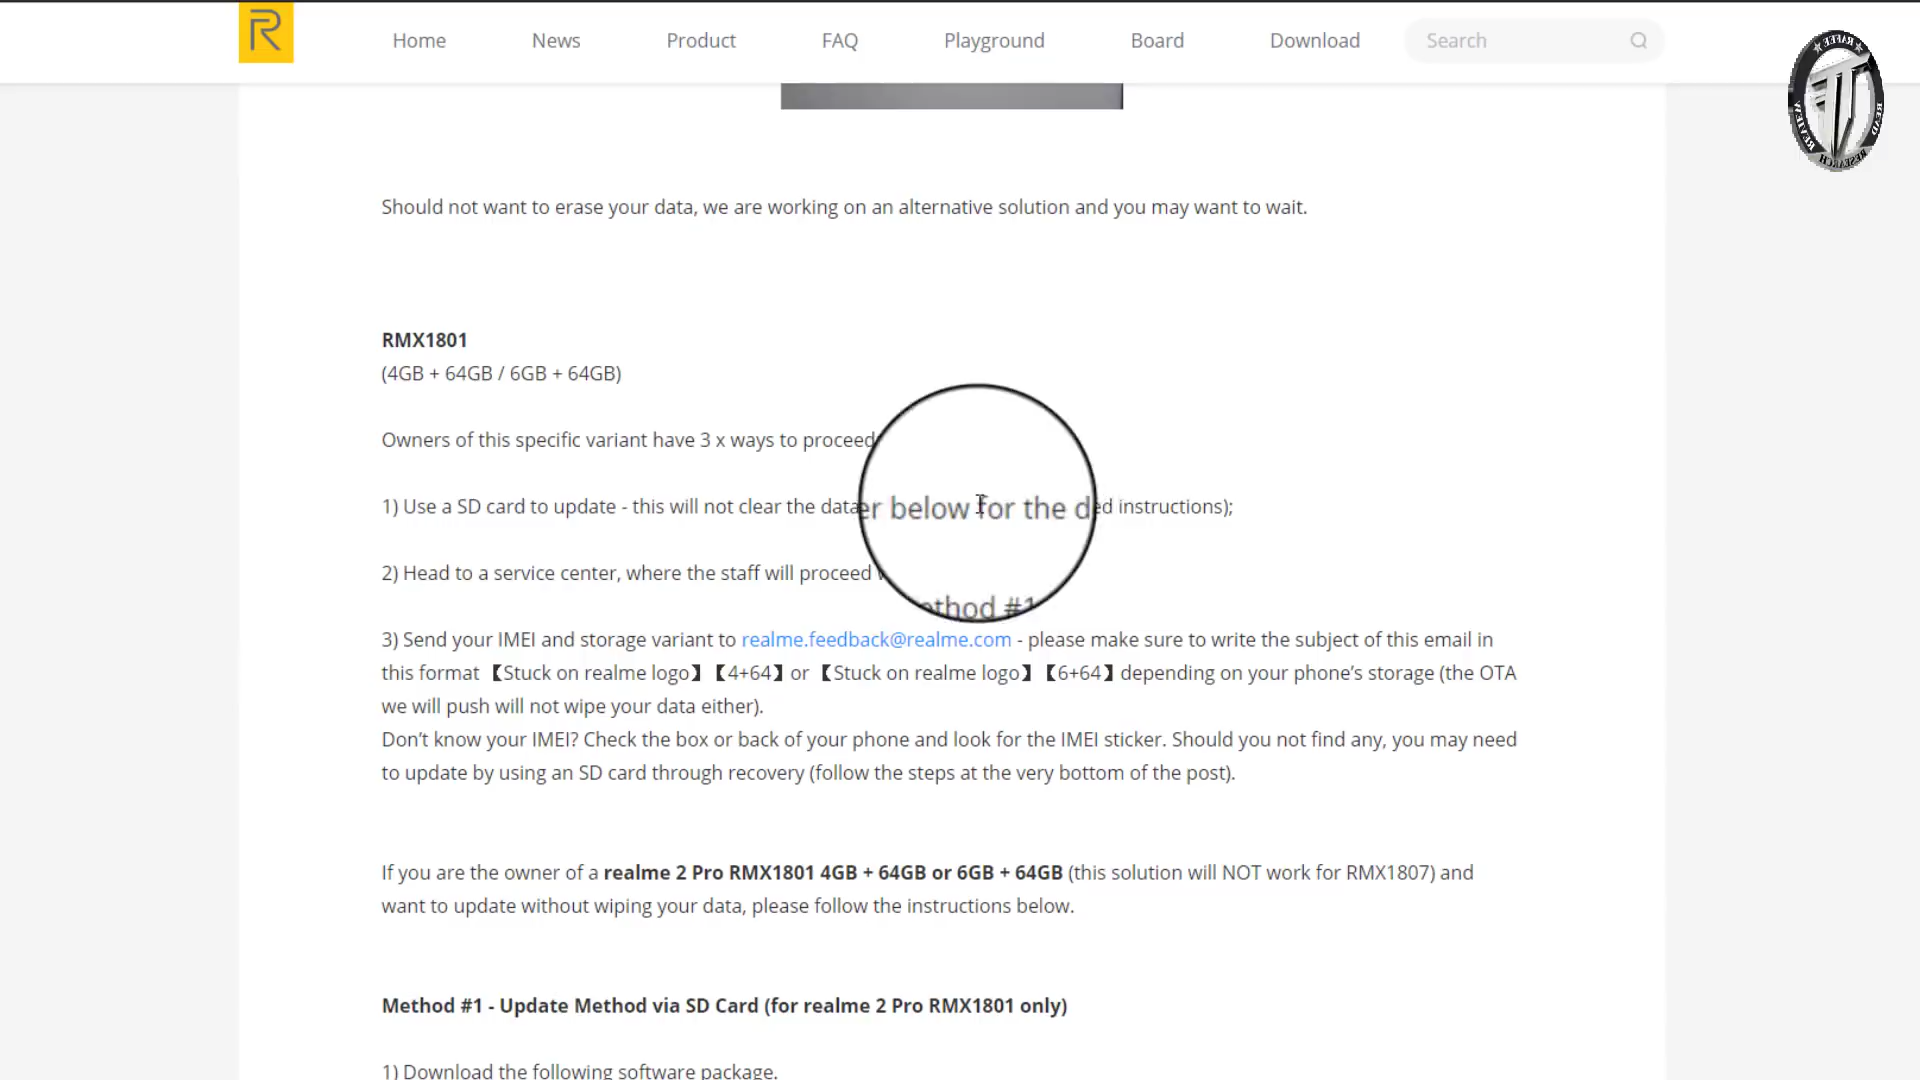 R
Home News Product FAQ Playground Board Download Search
RAFEE
READ
RESEARCH
REVIEW
Should not want to erase your data, we are working on an alternative solution and you may want to wait.
RMX1801
(4GB + 64GB / 6GB + 64GB)
Owners of this specific variant have 3 x ways to proceed
1) Use a SD card to update - this will not clear the data er below for the d ed instructions);
2) Head to a service center, where the staff will proceed
ethod #1
3) Send your IMEI and storage variant to realme.feedback@realme.com - please make sure to write the subject of this email in
this format 【Stuck on realme logo】【4+64】 or 【Stuck on realme logo】【6+64】 depending on your phone’s storage (the OTA
we will push will not wipe your data either).
Don’t know your IMEI? Check the box or back of your phone and look for the IMEI sticker. Should you not find any, you may need
to update by using an SD card through recovery (follow the steps at the very bottom of the post).
If you are the owner of a realme 2 Pro RMX1801 4GB + 64GB or 6GB + 64GB (this solution will NOT work for RMX1807) and
want to update without wiping your data, please follow the instructions below.
Method #1 - Update Method via SD Card (for realme 2 Pro RMX1801 only)
1) Download the following software package.